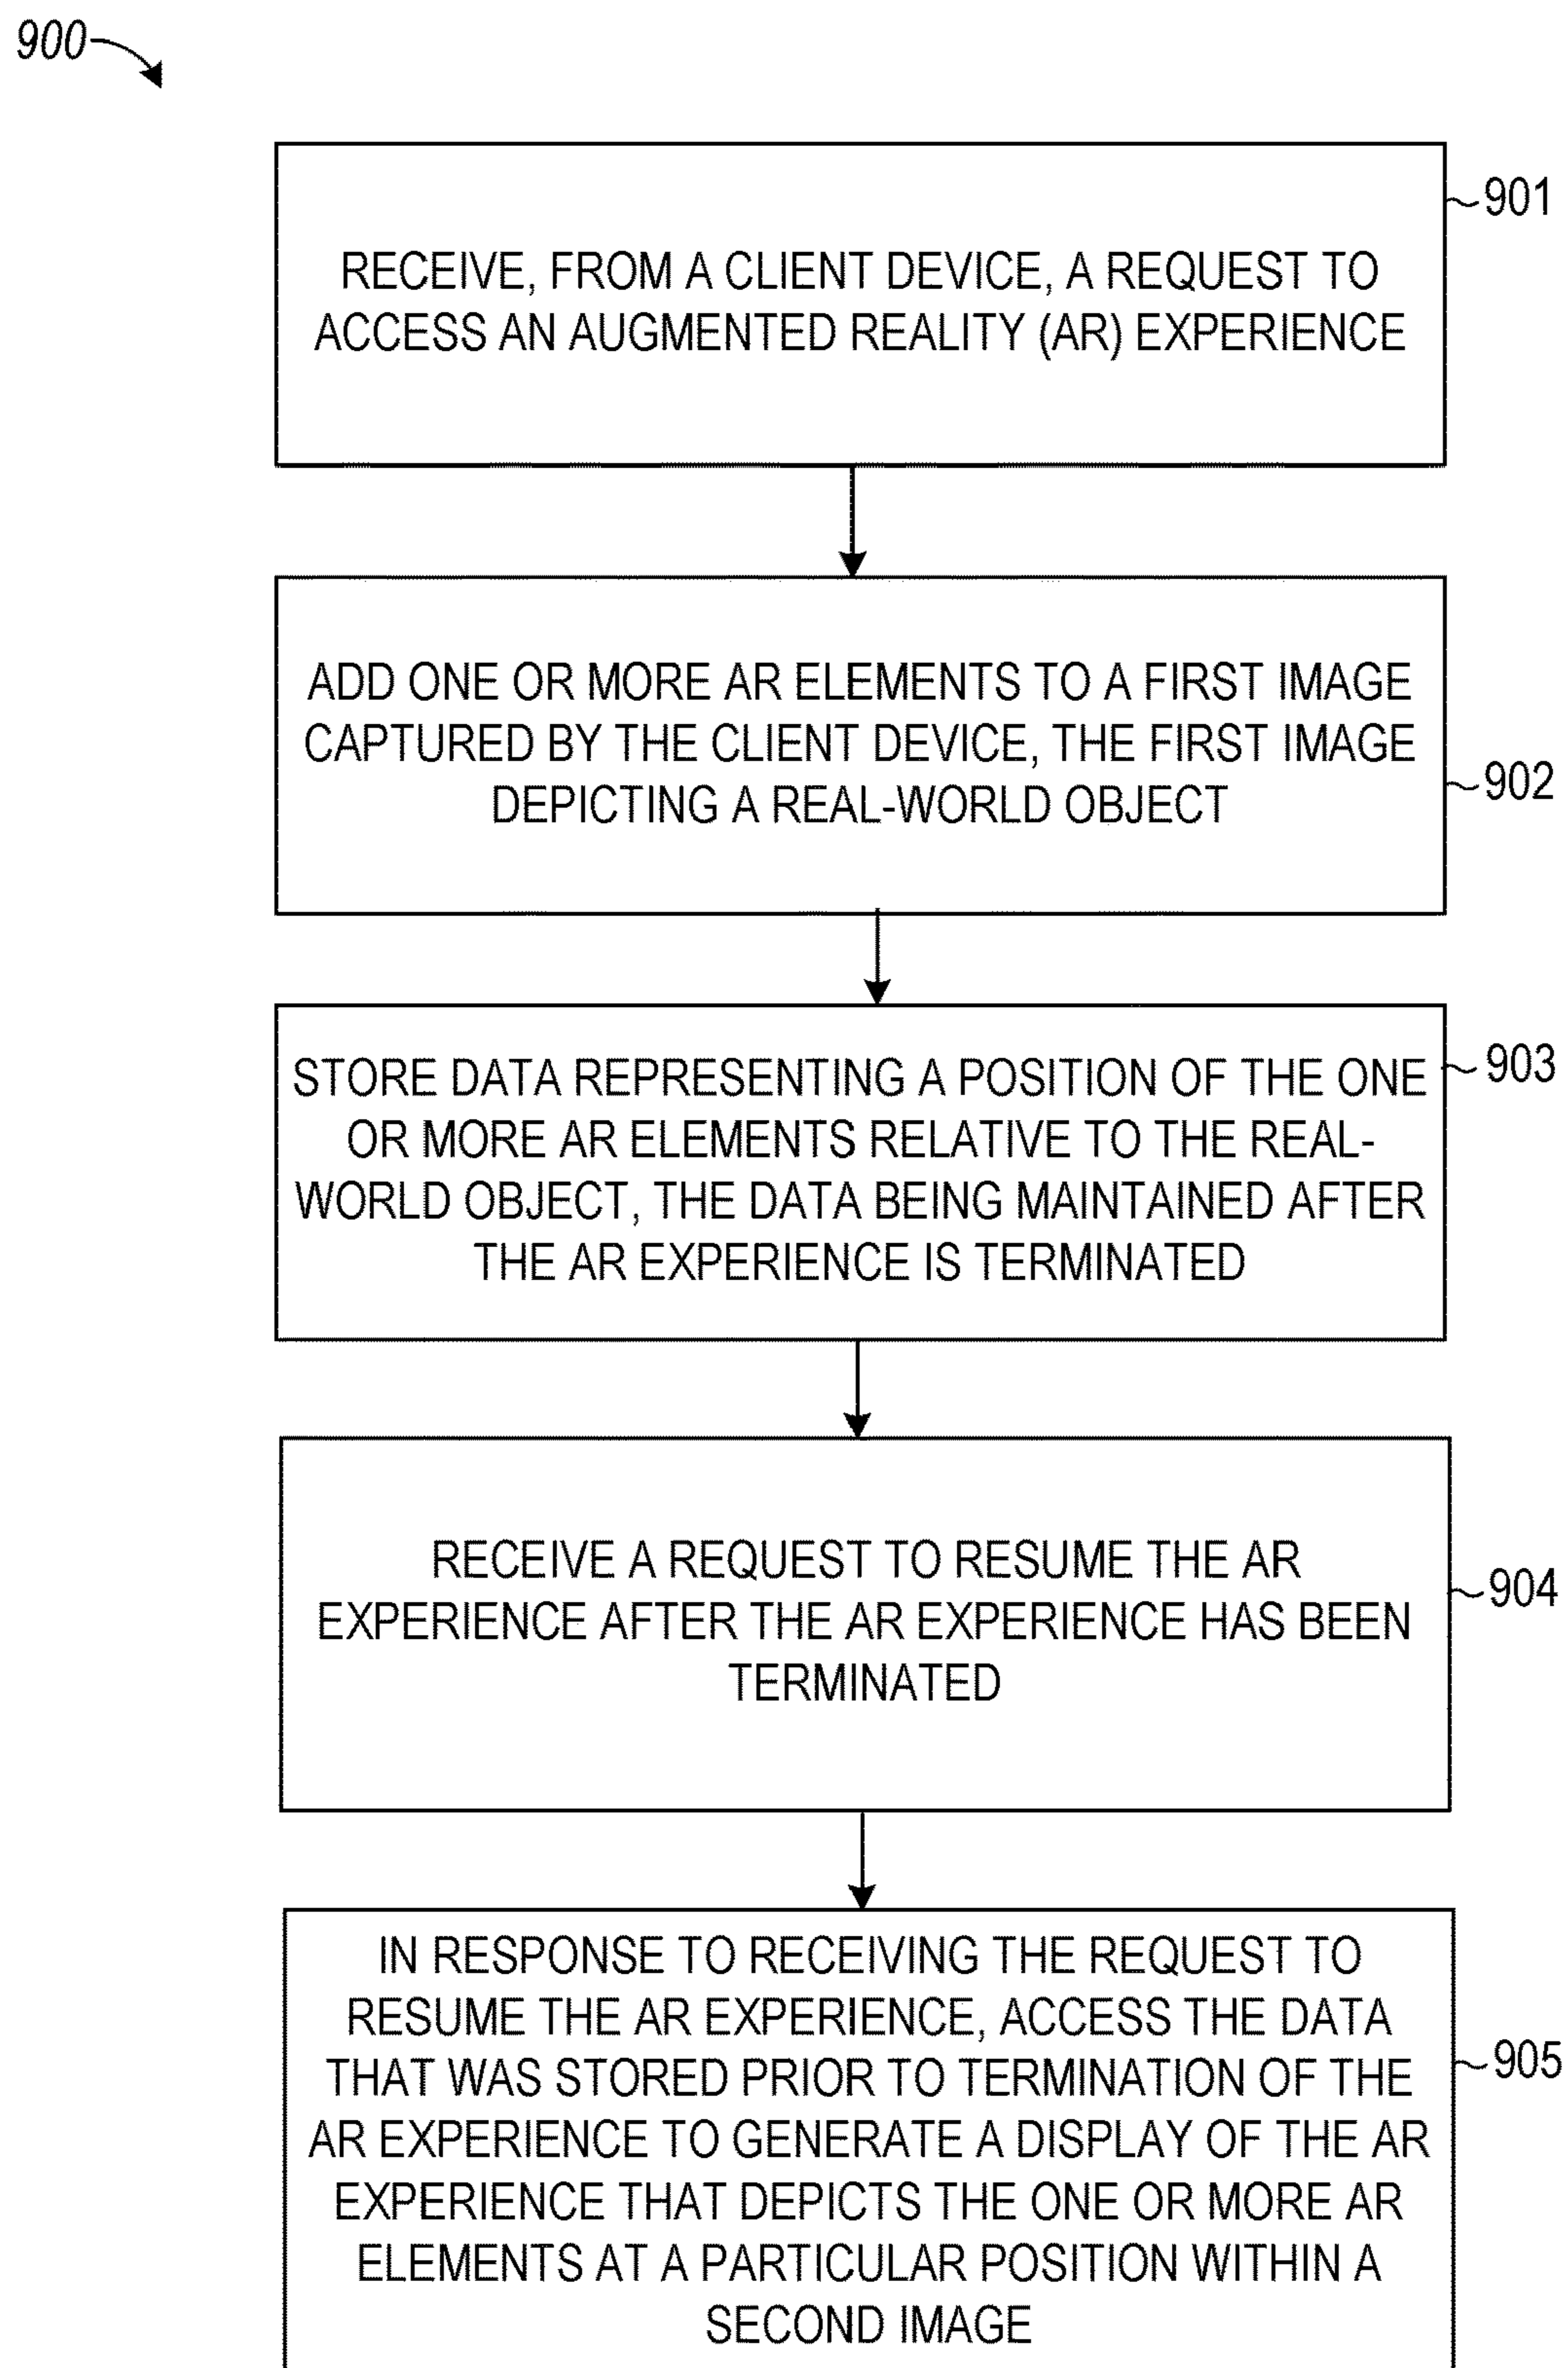 900
901
RECEIVE, FROM A CLIENT DEVICE, A REQUEST TO
ACCESS AN AUGMENTED REALITY (AR) EXPERIENCE
ADD ONE OR MORE AR ELEMENTS TO A FIRST IMAGE
CAPTURED BY THE CLIENT DEVICE, THE FIRST IMAGE
DEPICTING A REAL-WORLD OBJECT
902
903
STORE DATA REPRESENTING A POSITION OF THE ONE
OR MORE AR ELEMENTS RELATIVE TO THE REAL-
WORLD OBJECT, THE DATA BEING MAINTAINED AFTER
THE AR EXPERIENCE IS TERMINATED
RECEIVE A REQUEST TO RESUME THE AR
EXPERIENCE AFTER THE AR EXPERIENCE HAS BEEN
TERMINATED
904
IN RESPONSE TO RECEIVING THE REQUEST TO
RESUME THE AR EXPERIENCE, ACCESS THE DATA
THAT WAS STORED PRIOR TO TERMINATION OF THE
AR EXPERIENCE TO GENERATE A DISPLAY OF THE AR
EXPERIENCE THAT DEPICTS THE ONE OR MORE AR
ELEMENTS AT A PARTICULAR POSITION WITHIN A
SECOND IMAGE
905